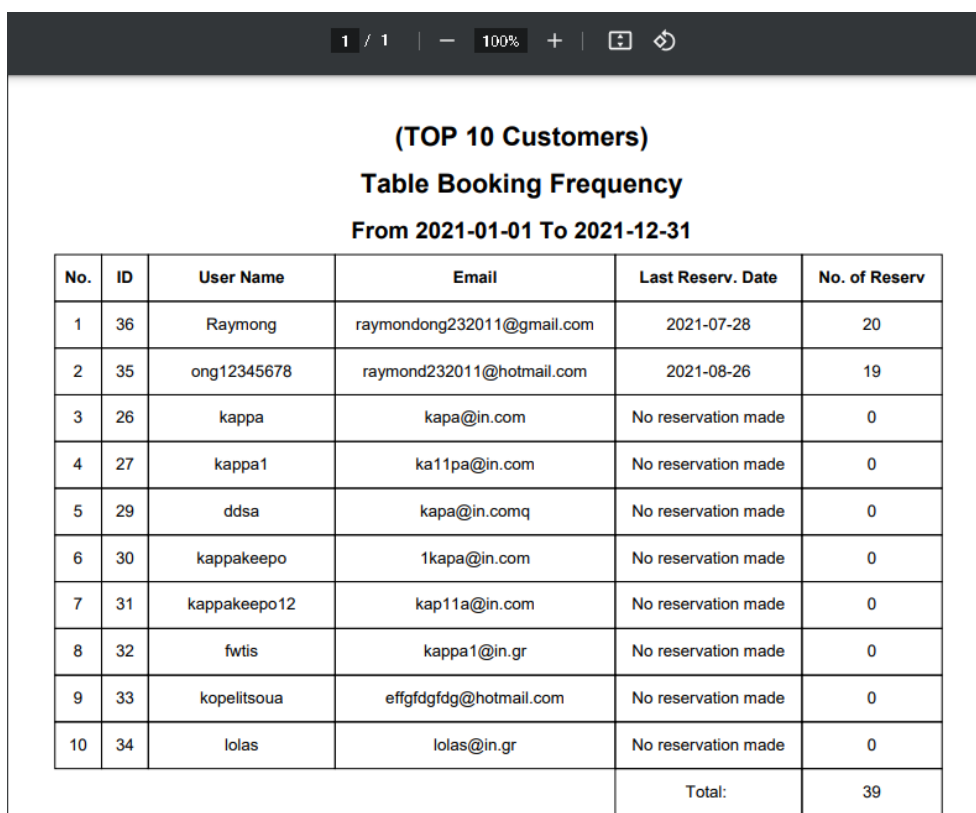 1 / 1 | — 100% + |
(TOP 10 Customers)
Table Booking Frequency
From 2021-01-01 To 2021-12-31
No. ID User Name Email Last Reserv. Date No. of Reserv
1 36 Raymong raymondong232011@gmail.com 2021-07-28 20
2 35 ong12345678 raymond232011@hotmail.com 2021-08-26 19
3 26 kappa kapa@in.com No reservation made 0
4 27 kappa1 ka11pa@in.com No reservation made 0
5 29 ddsa kapa@in.comq No reservation made 0
6 30 kappakeepo 1kapa@in.com No reservation made 0
7 31 kappakeepo12 kap11a@in.com No reservation made 0
8 32 fwtis kappa1@in.gr No reservation made 0
9 33 kopelitsoua effgfdgfdg@hotmail.com No reservation made 0
10 34 lolas lolas@in.gr No reservation made 0
Total: 39